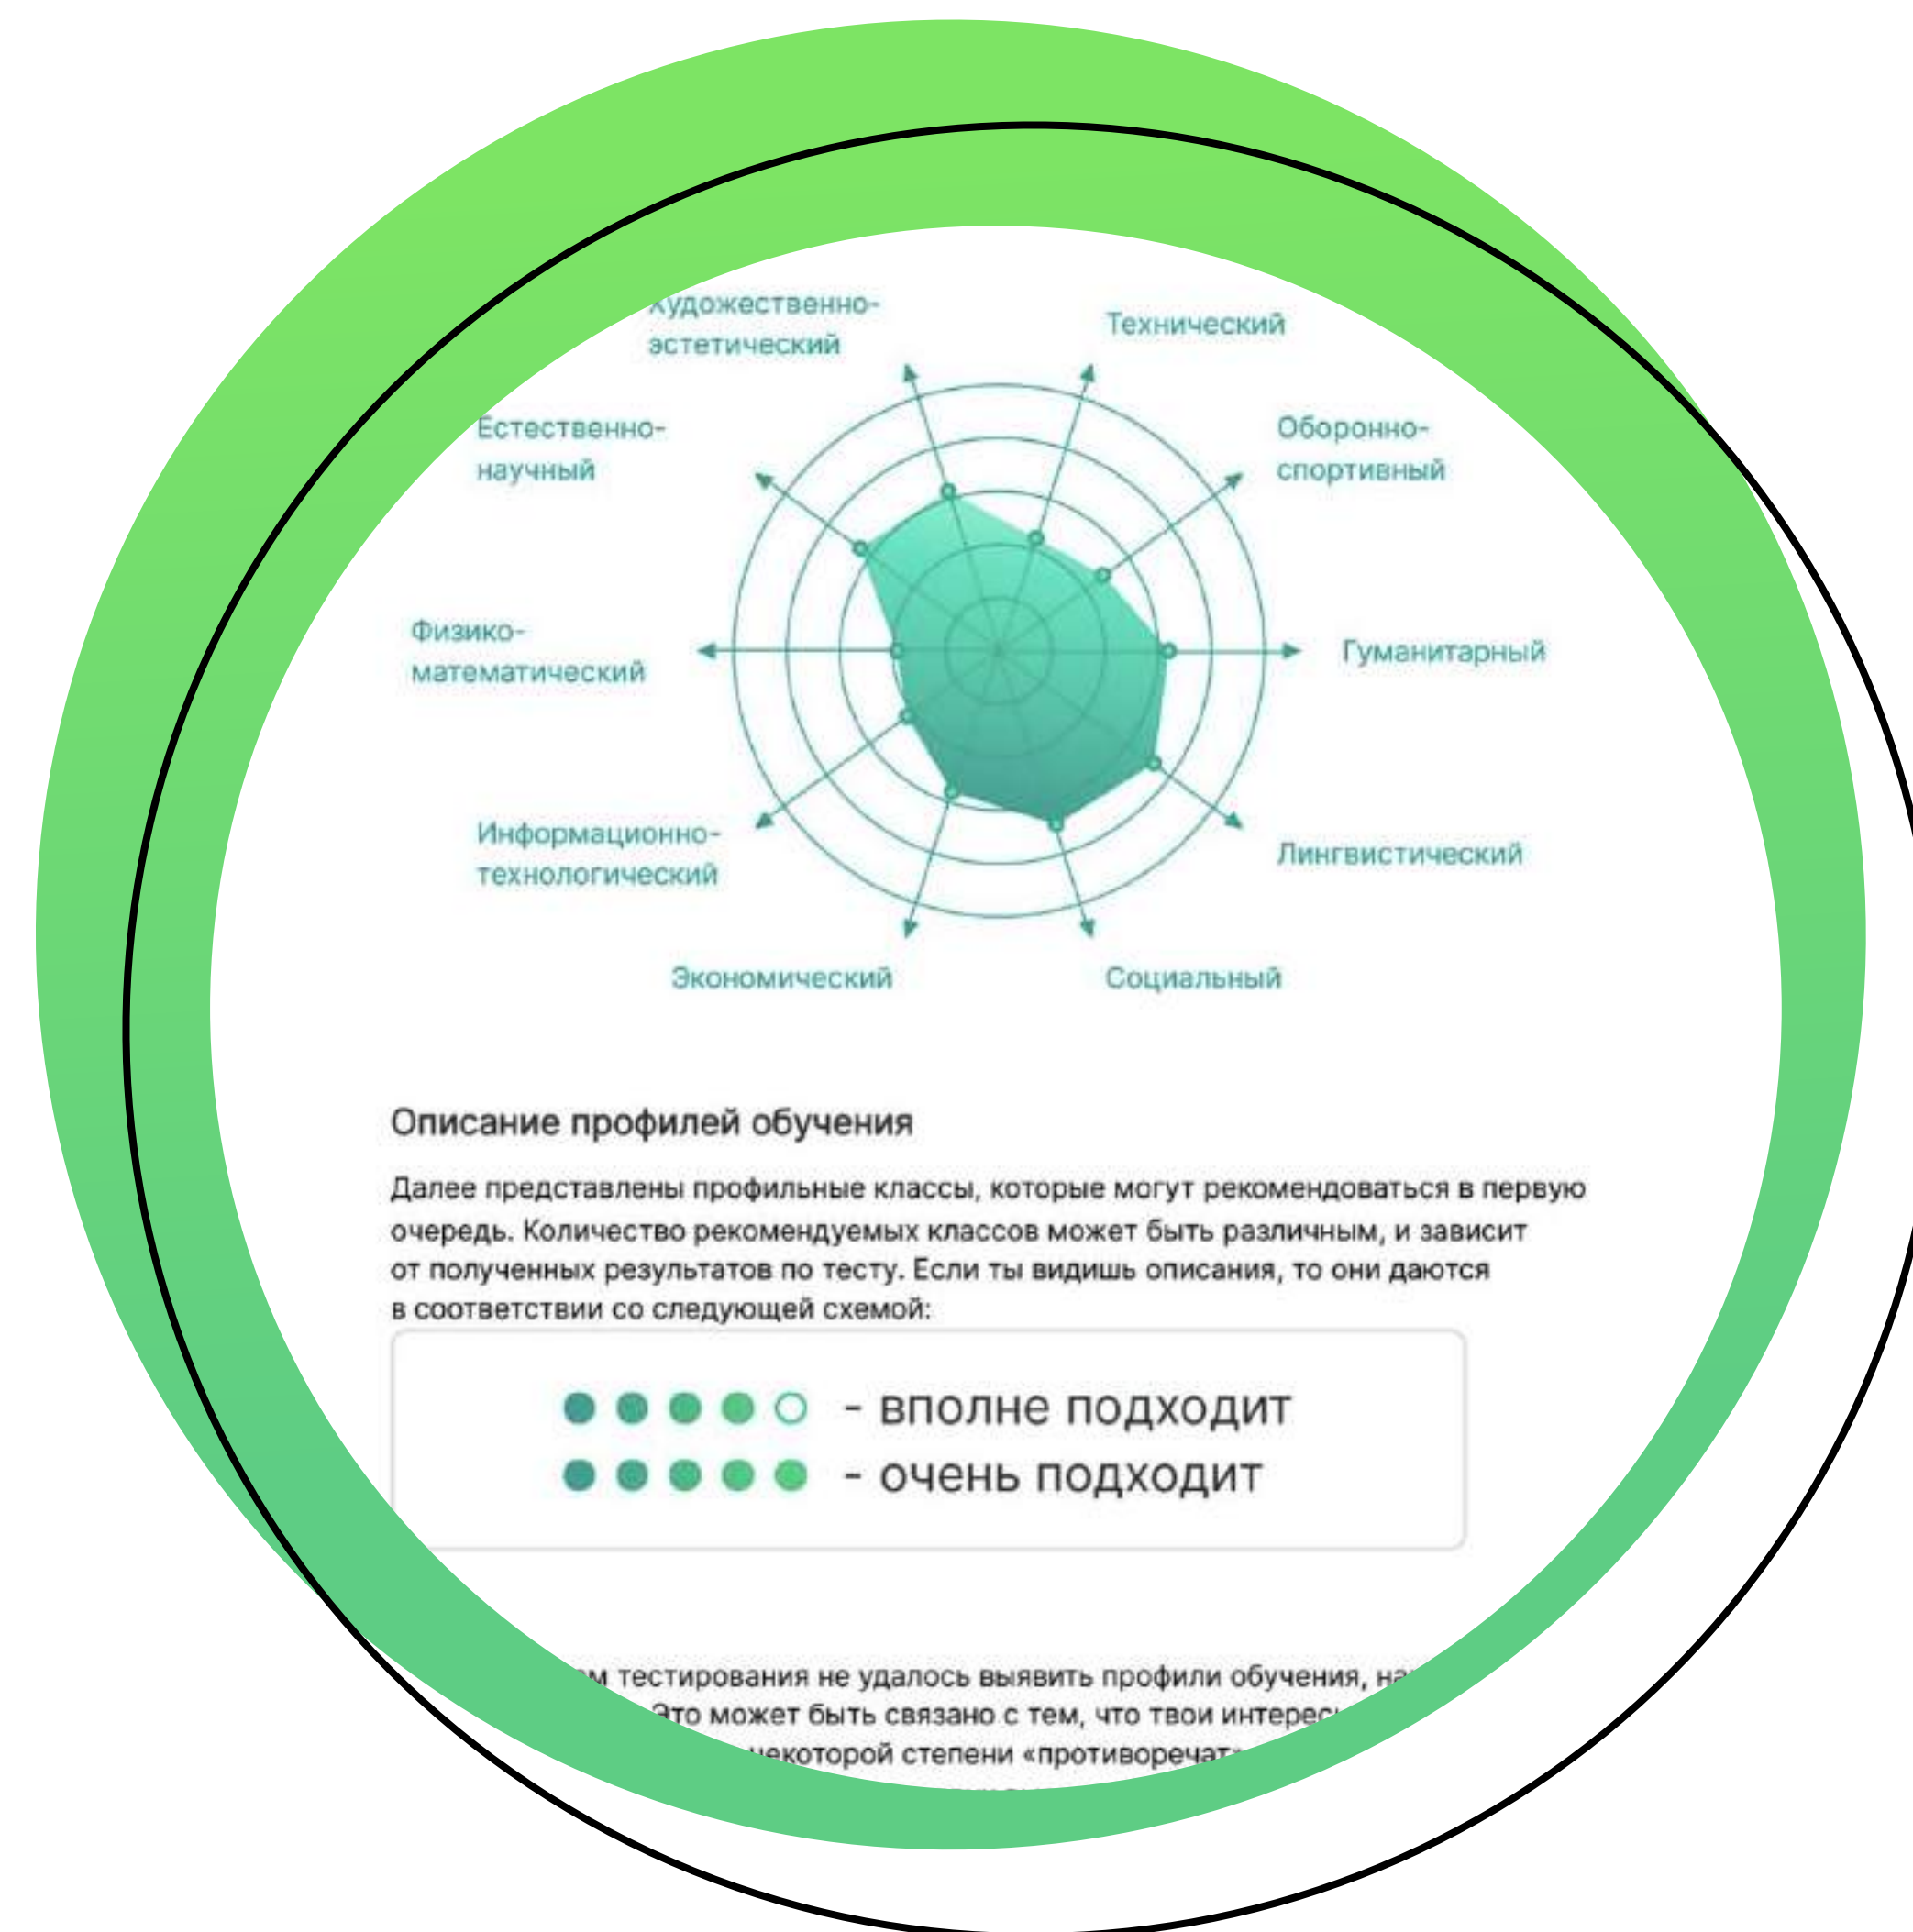 Художественно-
эстетический
Технический
Естественно-
научный
Оборонно-
спортивный
Физико-
математический
Гуманитарный
Информационно-
технологический
Лингвистический
Экономический
Социальный
Описание профилей обучения
Далее представлены профильные классы, которые могут рекомендоваться в первую
очередь. Количество рекомендуемых классов может быть различным, и зависит
от полученных результатов по тесту. Если ты видишь описания, то они даются
в соответствии со следующей схемой:
- вполне подходит
- очень подходит
тестирования не удалось выявить профили обучения,
Это может быть связано с тем, что твои
некоторой степени «противоречат»